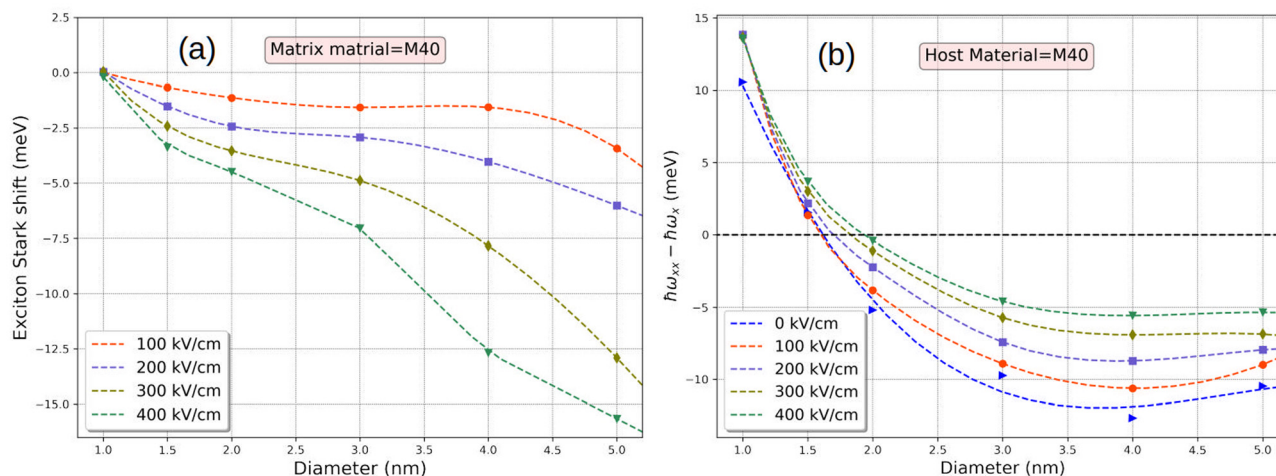 (a)
Matrix matrial=M40
Exciton Stark shift (meV)
2.5
0.0
−2.5
−5.0
−7.5
−10.0
−12.5
−15.0
100 kV/cm
200 kV/cm
300 kV/cm
400 kV/cm
1.0 1.5 2.0 2.5 3.0 3.5 4.0 4.5 5.0
Diameter (nm)
(b)
Host Material=M40
ℏω_xx − ℏω_x (meV)
15
10
5
0
−5
−10
0 kV/cm
100 kV/cm
200 kV/cm
300 kV/cm
400 kV/cm
1.0 1.5 2.0 2.5 3.0 3.5 4.0 4.5 5.0
Diameter (nm)